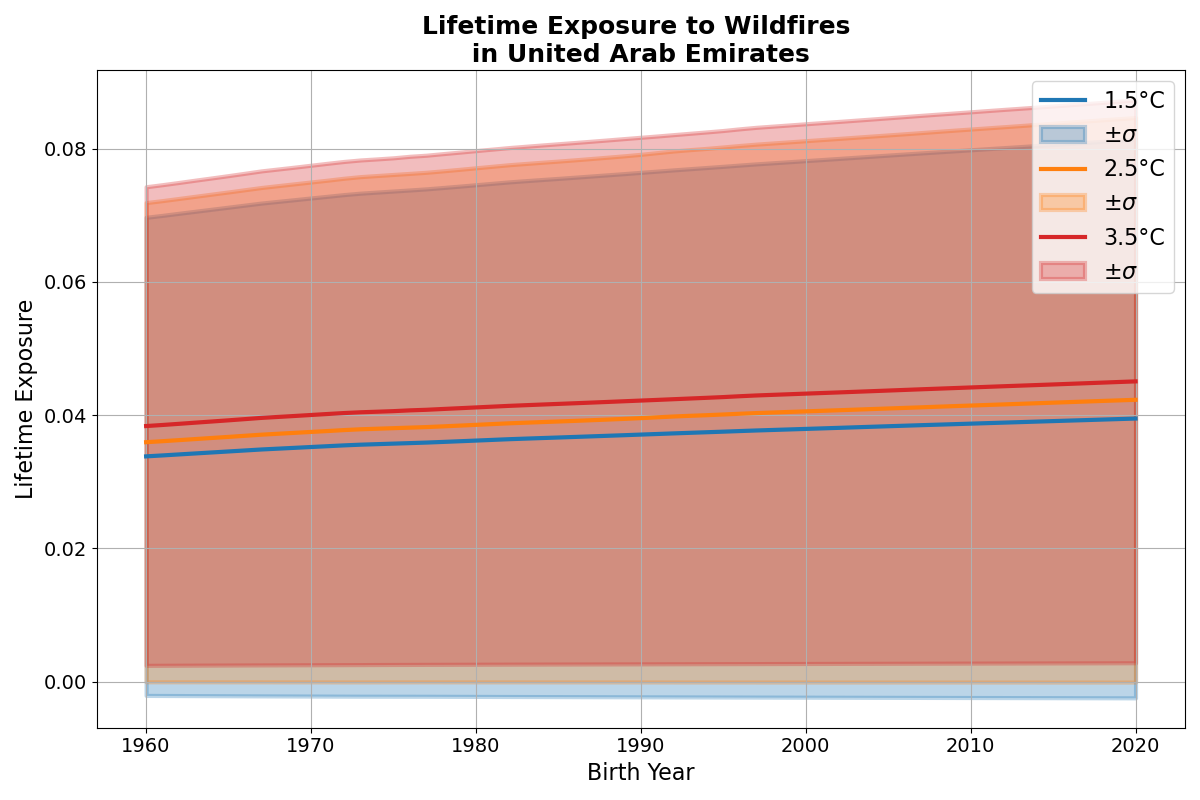 Lifetime Exposure to Wildfires
in United Arab Emirates
1.5°C
±σ
2.5°C
±σ
3.5°C
±σ
0.08
0.06
0.04
0.02
0.00
Lifetime Exposure
1960 1970 1980 1990 2000 2010 2020
Birth Year